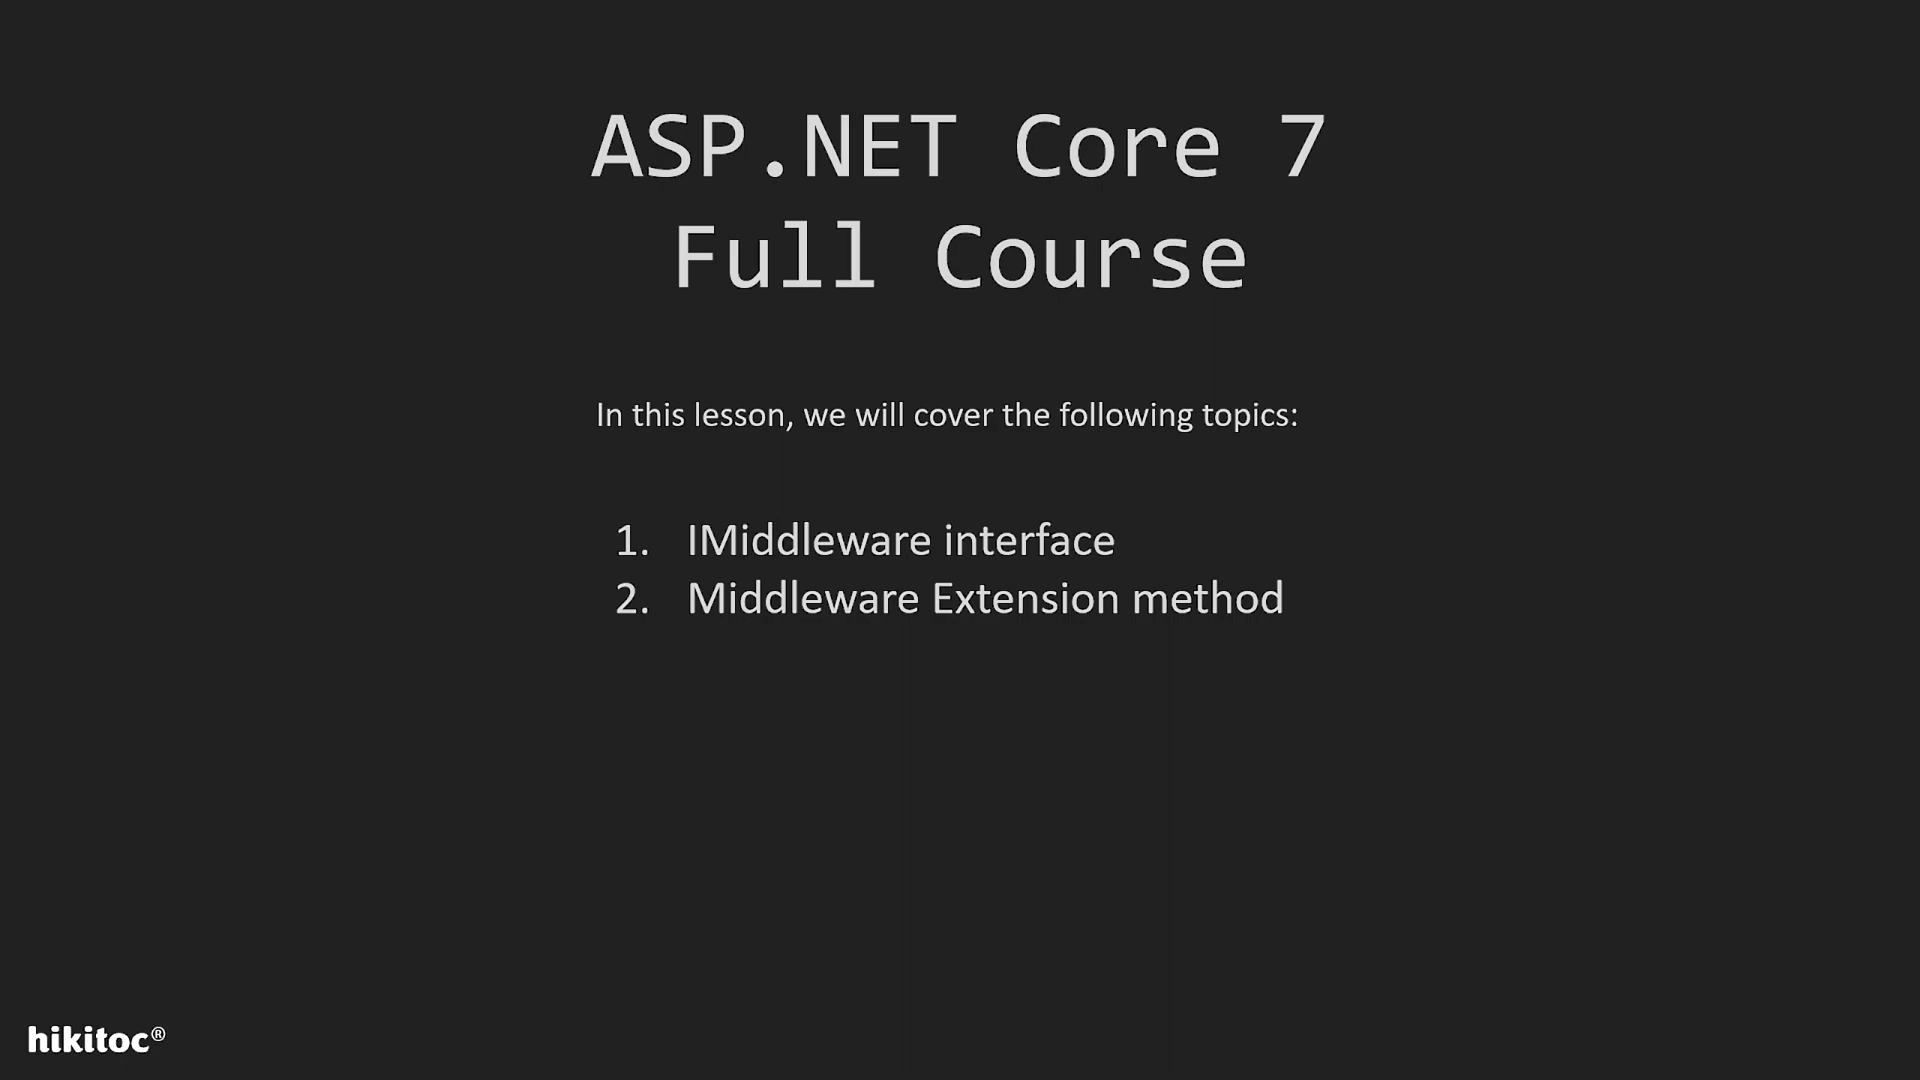 ASP.NET Core 7
Full Course
In this lesson, we will cover the following topics:
1. IMiddleware interface
2. Middleware Extension method
hikitoc®